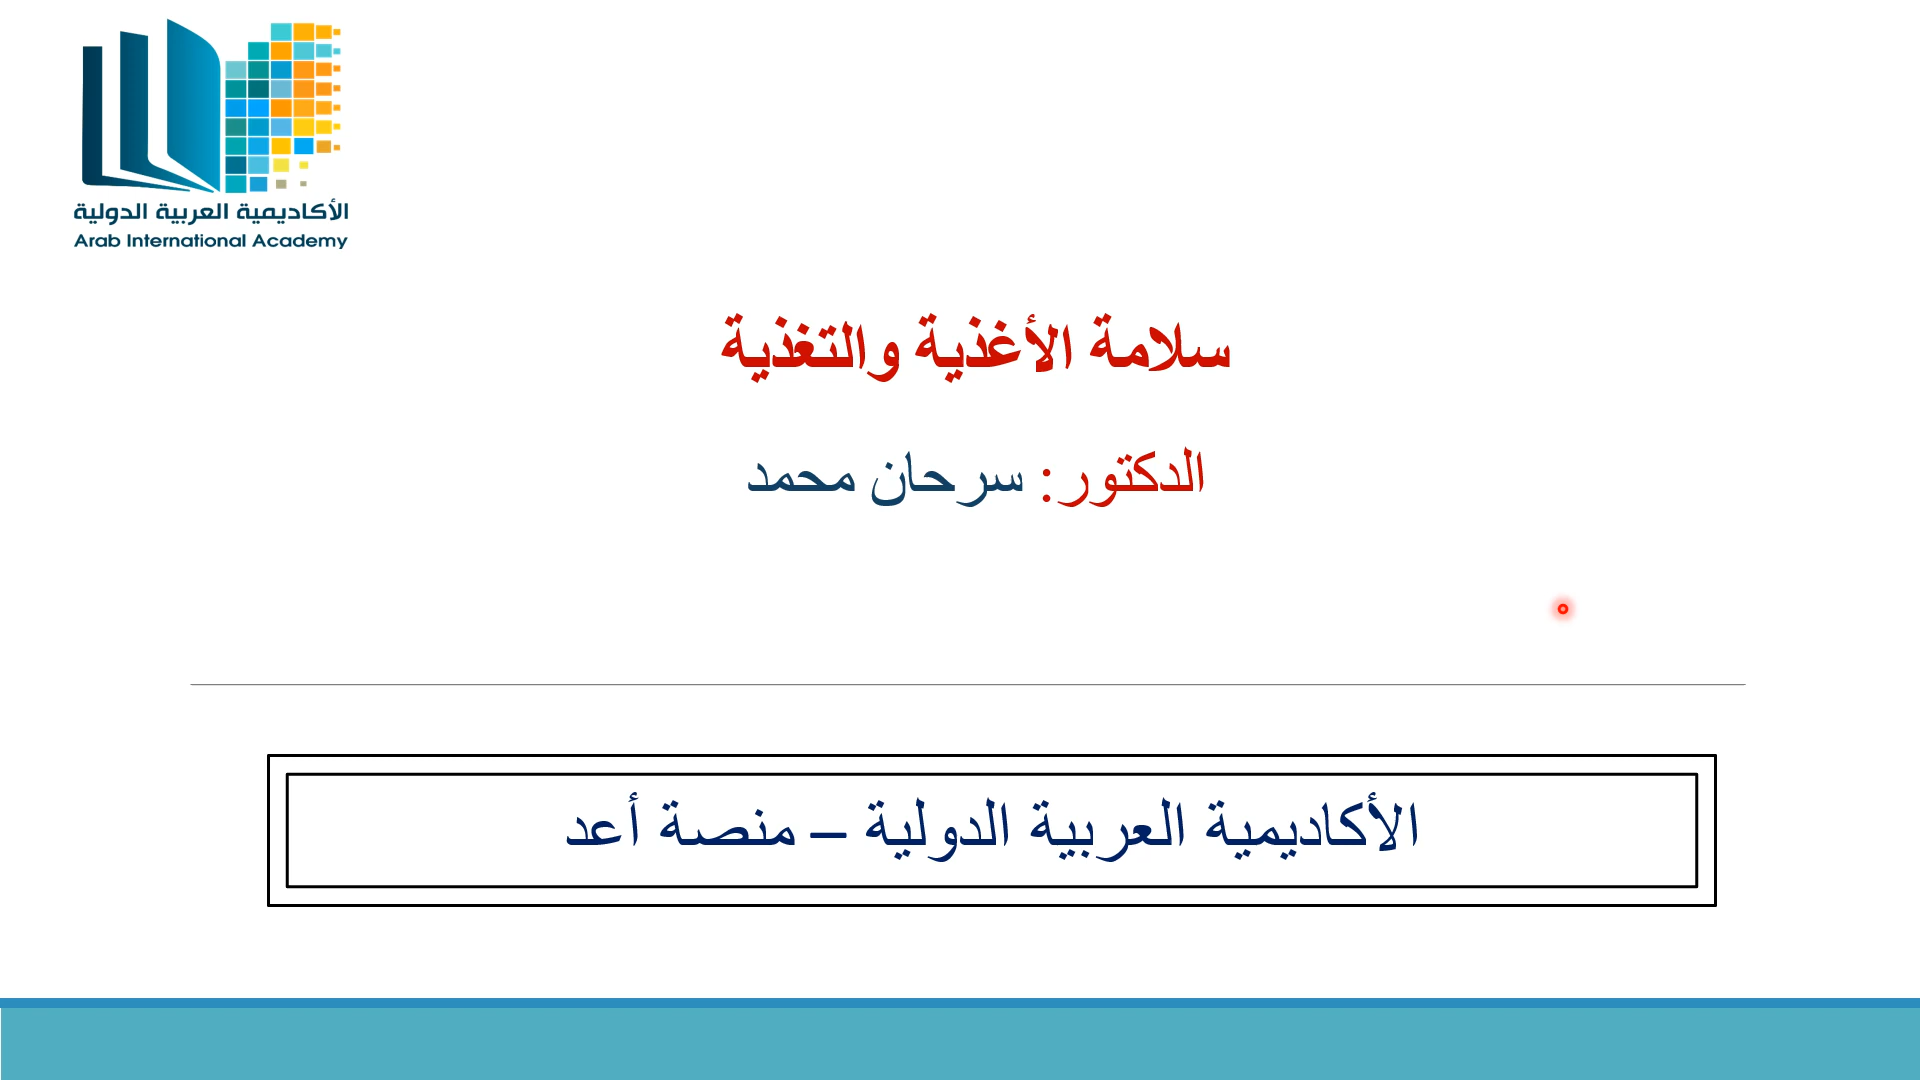 الأكاديمية العربية الدولية
Arab International Academy
سلامة الأغذية والتغذية
الدكتور: سرحان محمد
الأكاديمية العربية الدولية – منصة أعد